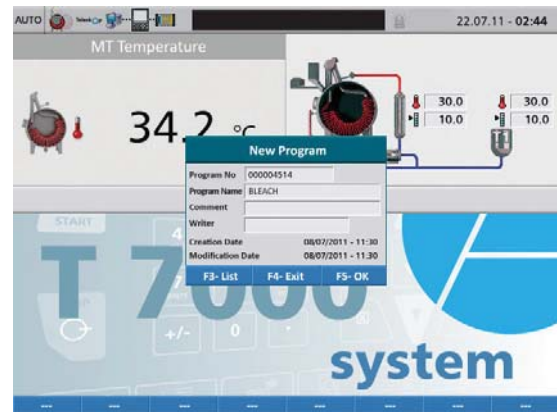 AUTO
22.07.11 - 02:44
MT Temperature
34.2 °C
30.0
10.0
30.0
10.0
T1
New Program
Program No 000004514
Program Name BLEACH
Comment
Writer
Creation Date 08/07/2011 - 11:30
Modification Date 08/07/2011 - 11:30
F3- List F4- Exit F5- OK
START
T 7000
+/- 0
system
--- --- --- --- --- --- --- ---